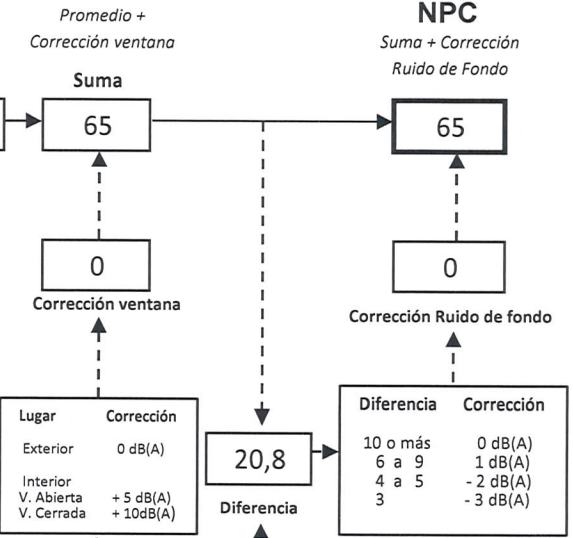 Promedio +
Corrección ventana
Suma
65
NPC
Suma + Corrección
Ruido de Fondo
65
0
Corrección ventana
0
Corrección Ruido de fondo
Lugar Corrección
Exterior 0 dB(A)
Interior
V. Abierta + 5 dB(A)
V. Cerrada + 10dB(A)
20,8
Diferencia
Diferencia Corrección
10 o más 0 dB(A)
6 a 9 1 dB(A)
4 a 5 - 2 dB(A)
3 - 3 dB(A)